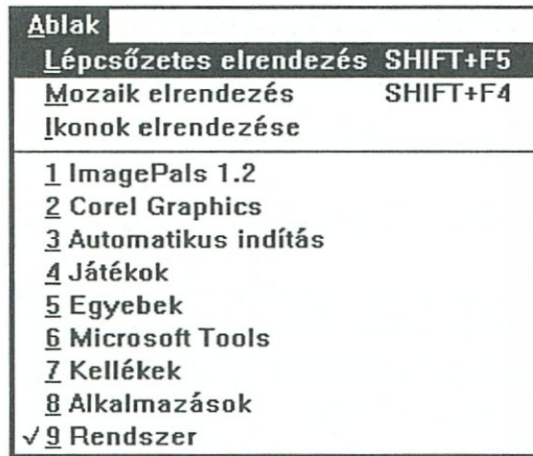 Ablak
Lépcsőzetes elrendezés SHIFT+F5
Mozaik elrendezés SHIFT+F4
Ikonok elrendezése
1 ImagePals 1.2
2 Corel Graphics
3 Automatikus indítás
4 Játékok
5 Egyebek
6 Microsoft Tools
7 Kellékek
8 Alkalmazások
√ 9 Rendszer